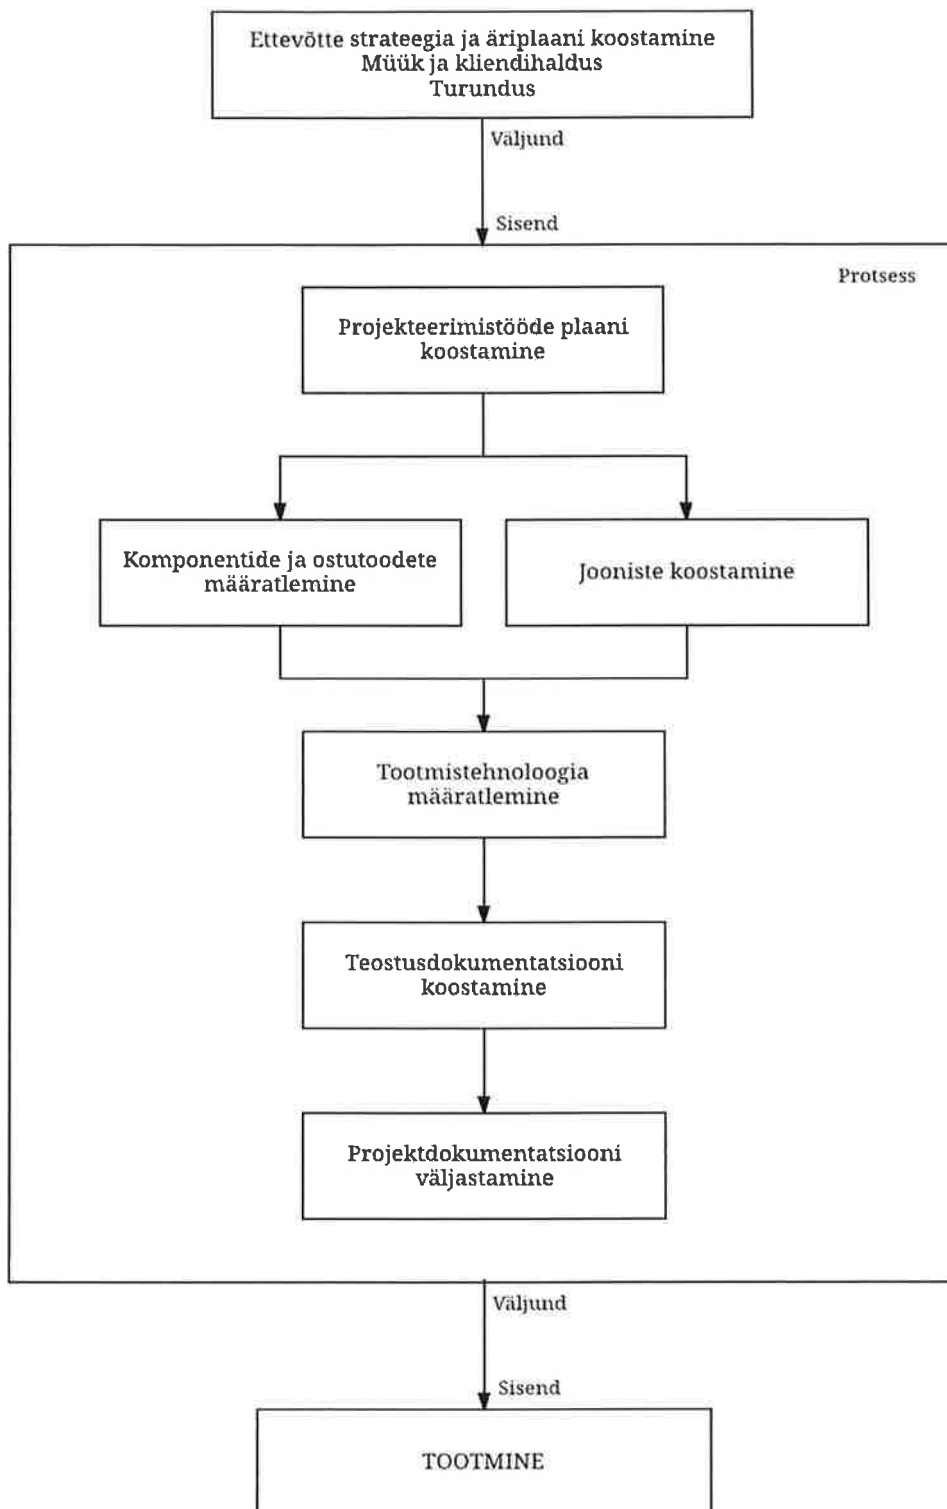 Ettevõtte strateegia ja äriplaani koostamine
Müük ja kliendihaldus
Turundus
Väljund
Sisend
Protsess
Projekteerimistööde plaani
koostamine
Komponentide ja ostutoodete
määratlemine
Jooniste koostamine
Tootmistehnoloogia
määratlemine
Teostusdokumentatsiooni
koostamine
Projektdokumentatsiooni
väljastamine
Väljund
Sisend
TOOTMINE